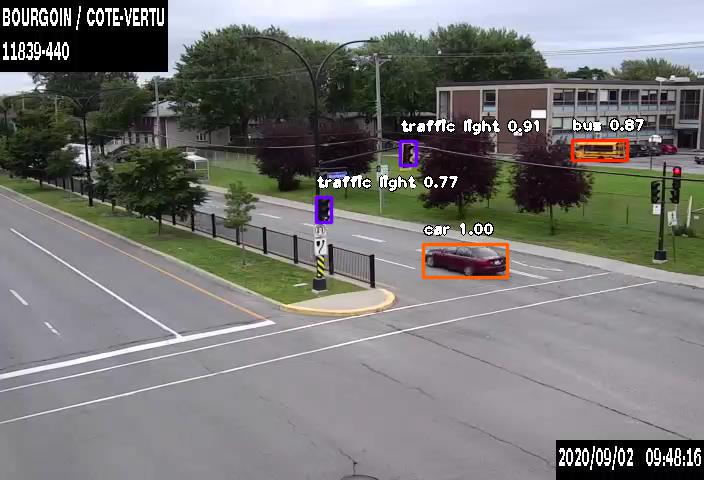 BOURGOIN / COTE-VERTU
11839-440
traffic light 0.91
bus 0.87
traffic light 0.77
car 1.00
2020/09/02 09:48:16